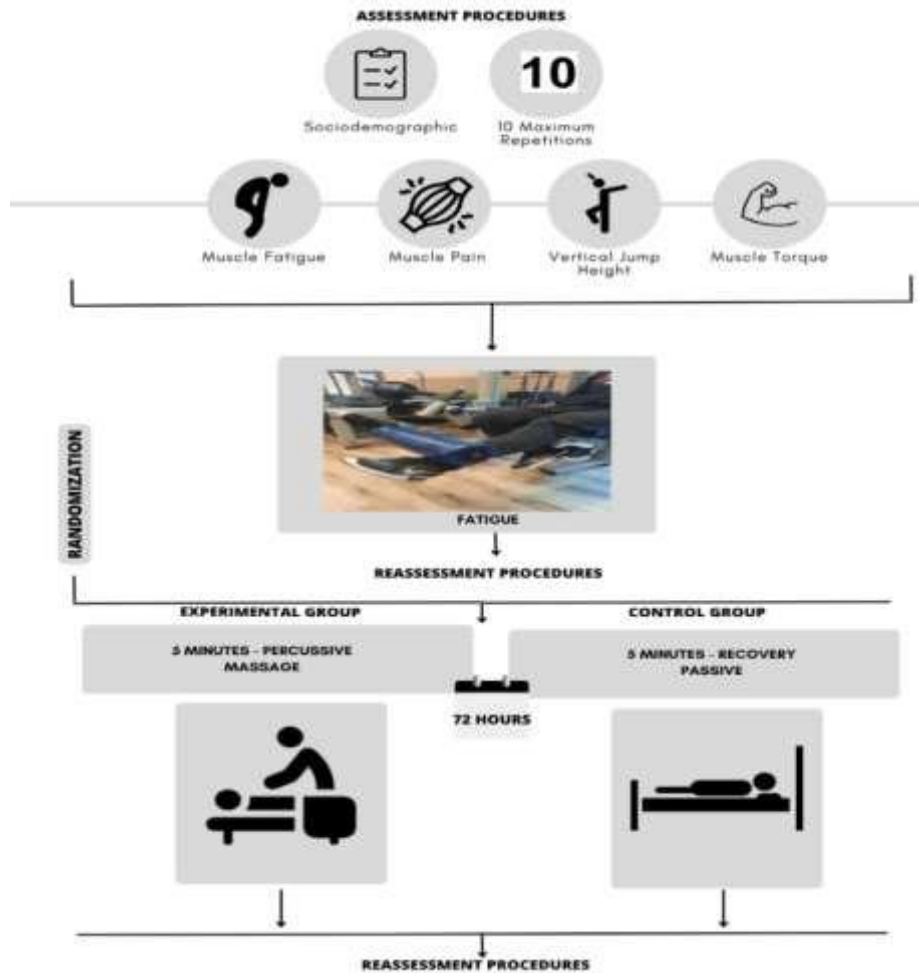 ASSESSMENT PROCEDURES
10
Sociodemographic
10 Maximum
Repetitions
Muscle Fatigue
Muscle Pain
Vertical Jump
Height
Muscle Torque
FATIGUE
RANDOMIZATION
REASSESSMENT PROCEDURES
EXPERIMENTAL GROUP
CONTROL GROUP
5 MINUTES - PERCUSSIVE
MASSAGE
5 MINUTES - RECOVERY
PASSIVE
72 HOURS
REASSESSMENT PROCEDURES